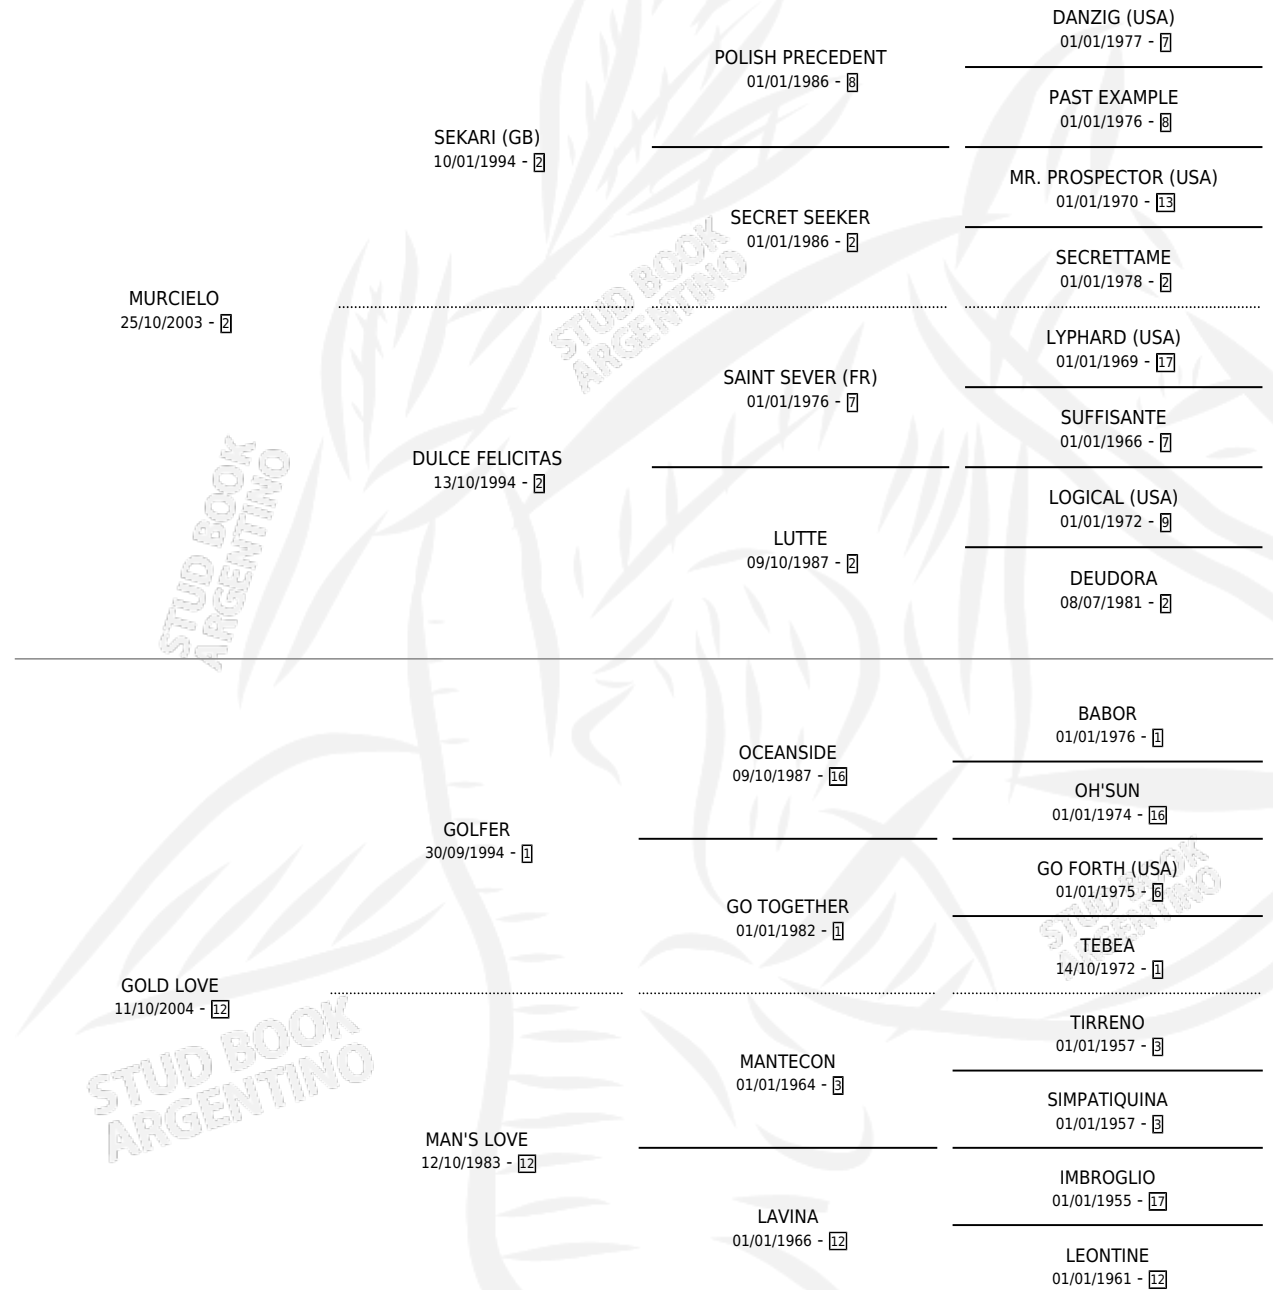 DANZIG (USA)
01/01/1977 - 7
POLISH PRECEDENT
01/01/1986 - 8
PAST EXAMPLE
01/01/1976 - 8
SEKARI (GB)
10/01/1994 - 2
MR. PROSPECTOR (USA)
01/01/1970 - 13
SECRET SEEKER
01/01/1986 - 2
SECRETTAME
01/01/1978 - 2
MURCIELO
25/10/2003 - 2
STUD BOOK
ARGENTINO
LYPHARD (USA)
01/01/1969 - 17
SAINT SEVER (FR)
01/01/1976 - 7
SUFFISANTE
01/01/1966 - 7
DULCE FELICITAS
13/10/1994 - 2
LOGICAL (USA)
01/01/1972 - 9
LUTTE
09/10/1987 - 2
DEUDORA
08/07/1981 - 2
STUD BOOK
ARGENTINO
BABOR
01/01/1976 - 1
OCEANSIDE
09/10/1987 - 16
OH'SUN
01/01/1974 - 16
GOLFER
30/09/1994 - 1
GO FORTH (USA)
01/01/1975 - 6
GO TOGETHER
01/01/1982 - 1
TEBEA
14/10/1972 - 1
STUD BOOK
ARGENTINO
GOLD LOVE
11/10/2004 - 12
TIRRENO
01/01/1957 - 3
MANTECON
01/01/1964 - 3
SIMPATIQUINA
01/01/1957 - 3
STUD BOOK
ARGENTINO
MAN'S LOVE
12/10/1983 - 12
IMBROGLIO
01/01/1955 - 17
LAVINA
01/01/1966 - 12
LEONTINE
01/01/1961 - 12